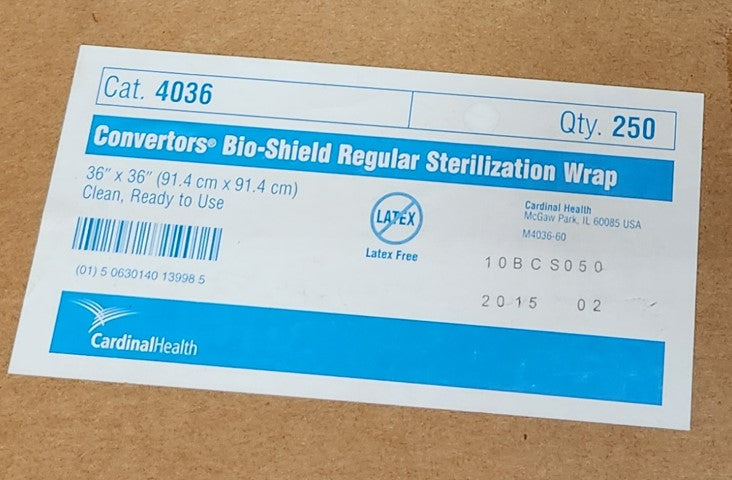 Cat. 4036
Qty. 250
Convertors® Bio-Shield Regular Sterilization Wrap
36" x 36" (91.4 cm x 91.4 cm)
Clean, Ready to Use
LATEX
Latex Free
Cardinal Health
McGaw Park, IL 60085 USA
M4036-60
(01) 5 0630140 13998 5
10BCS050
2015 02
CardinalHealth